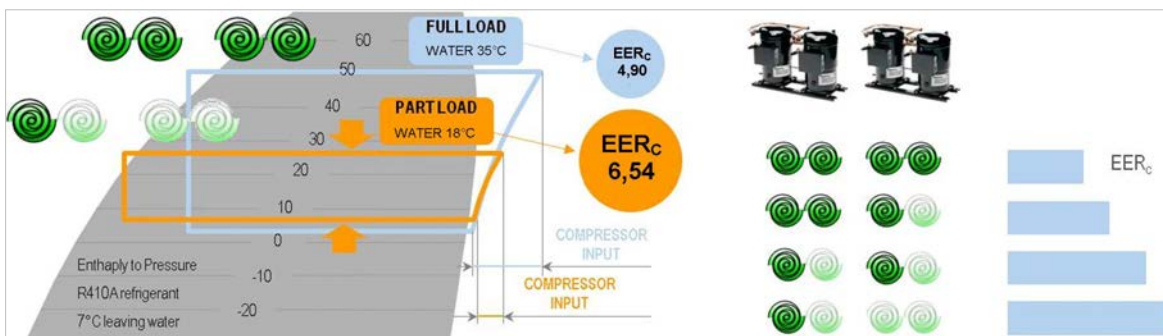 FULL LOAD
WATER 35°C
EERc
4,90
60
50
40
30
20
10
0
-10
-20
PART LOAD
WATER 18°C
EERc
6,54
COMPRESSOR
INPUT
COMPRESSOR
INPUT
Enthaply to Pressure
R410A refrigerant
7°C leaving water
EERc